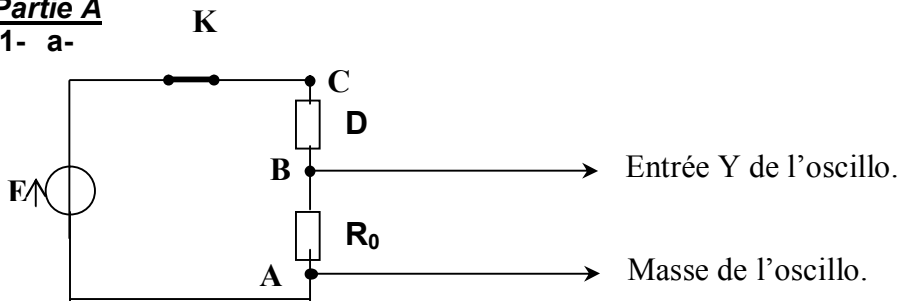 Partie A
1- a-
K
C
D
B
Entrée Y de l'oscillo.
E
R₀
A
Masse de l'oscillo.